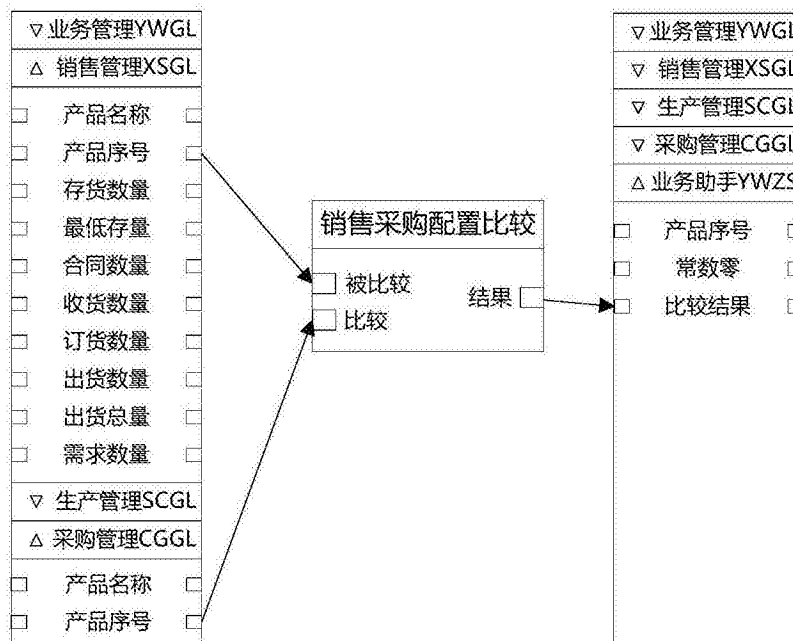 ▽业务管理YWGL
△ 销售管理XSGL
产品名称
产品序号
存货数量
最低存量
合同数量
收货数量
订货数量
出货数量
出货总量
需求数量
▽ 生产管理SCGL
△ 采购管理CGGL
产品名称
产品序号
销售采购配置比较
被比较
比较
结果
▽业务管理YWGL
▽ 销售管理XSGL
▽ 生产管理SCGL
▽ 采购管理CGGL
△业务助手YWZS
产品序号
常数零
比较结果